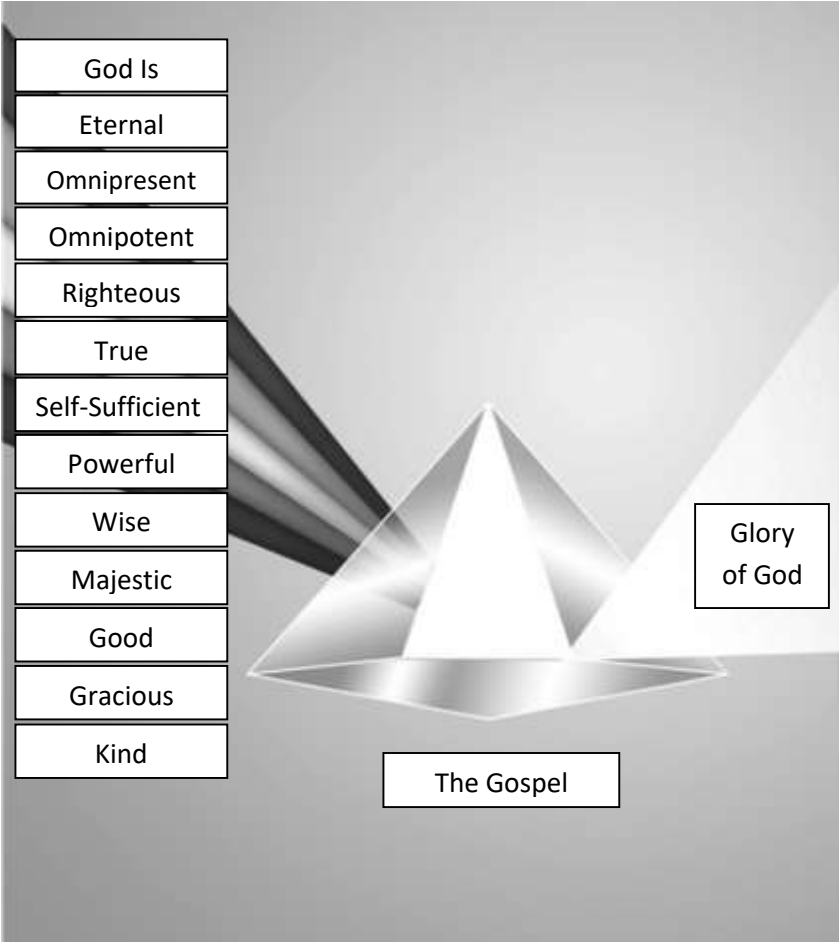 God Is
Eternal
Omnipresent
Omnipotent
Righteous
True
Self-Sufficient
Powerful
Wise
Majestic
Good
Gracious
Kind
Glory
of God
The Gospel